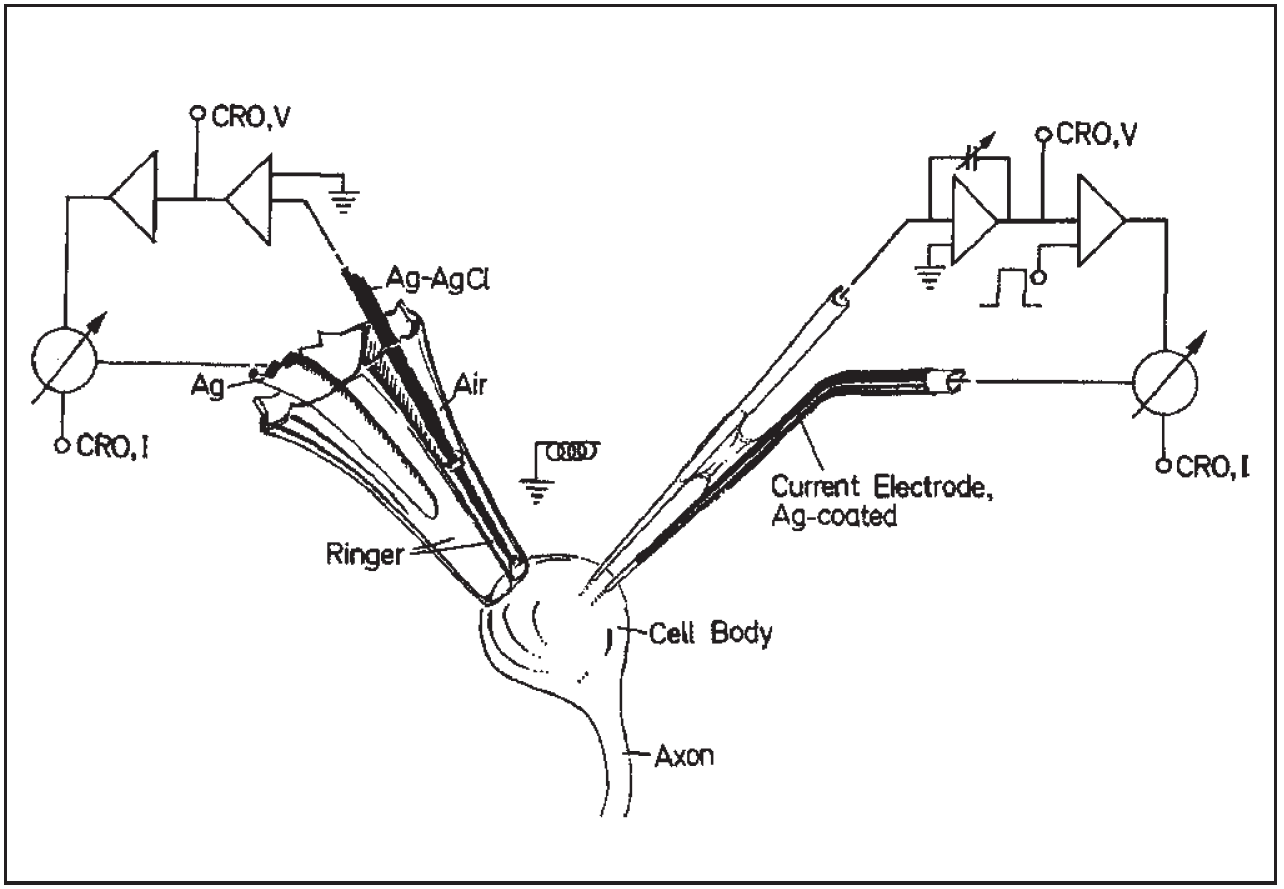 CRO,V
CRO,V
Ag-AgCl
Ag
Air
CRO,I
CRO,I
Current Electrode,
Ag-coated
Ringer
Cell Body
Axon